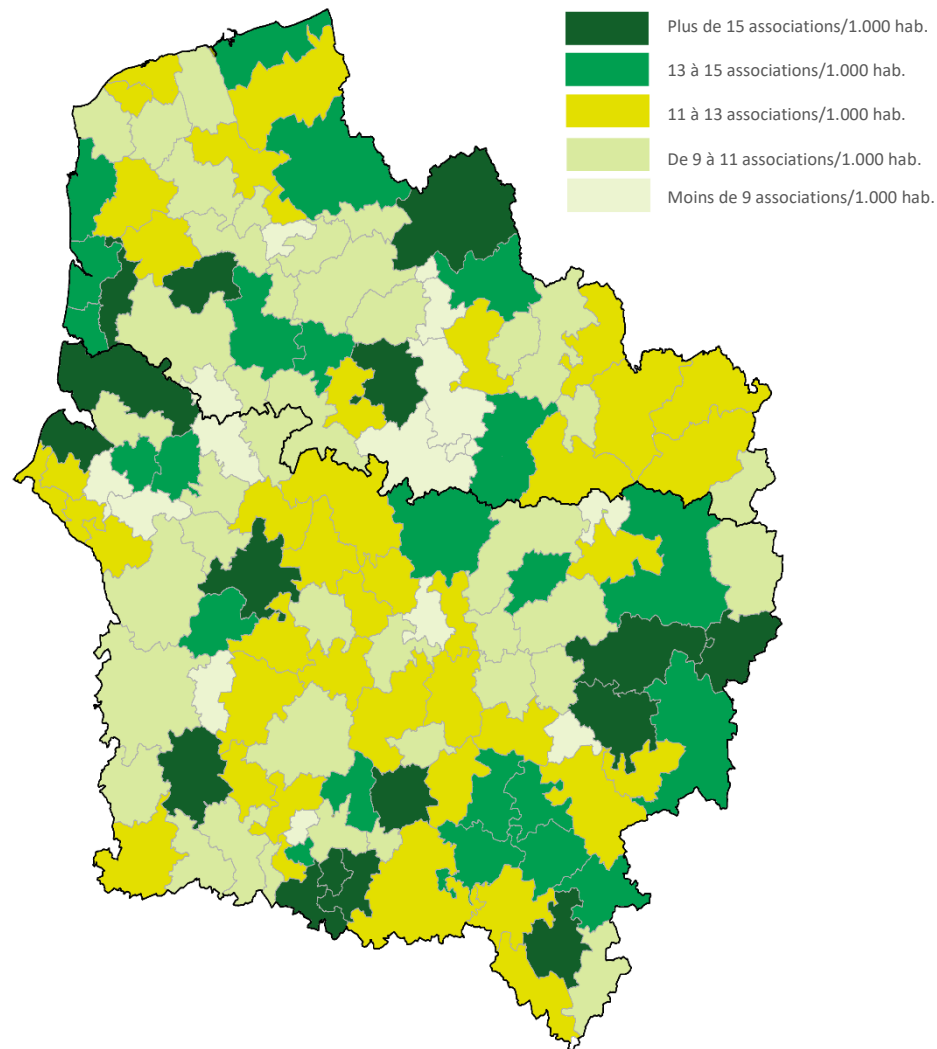 Plus de 15 associations/1.000 hab.
13 à 15 associations/1.000 hab.
11 à 13 associations/1.000 hab.
De 9 à 11 associations/1.000 hab.
Moins de 9 associations/1.000 hab.